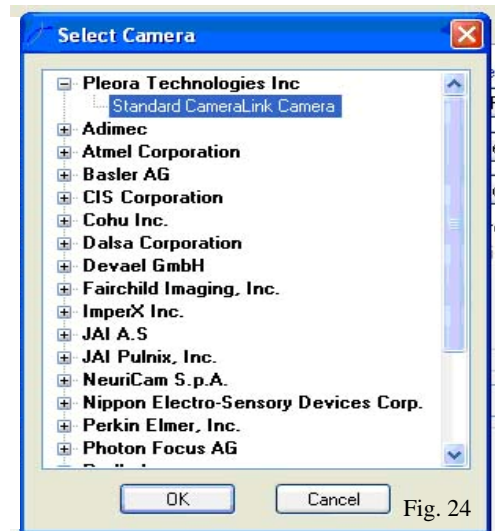 Select Camera
Pleora Technologies Inc
Standard CameraLink Camera
Adimec
Atmel Corporation
Basler AG
CIS Corporation
Cohu Inc.
Dalsa Corporation
Devael GmbH
Fairchild Imaging, Inc.
ImperX Inc.
JAI A.S
JAI Pulnix, Inc.
NeuriCam S.p.A.
Nippon Electro-Sensory Devices Corp.
Perkin Elmer, Inc.
Photon Focus AG
OK Cancel
Fig. 24